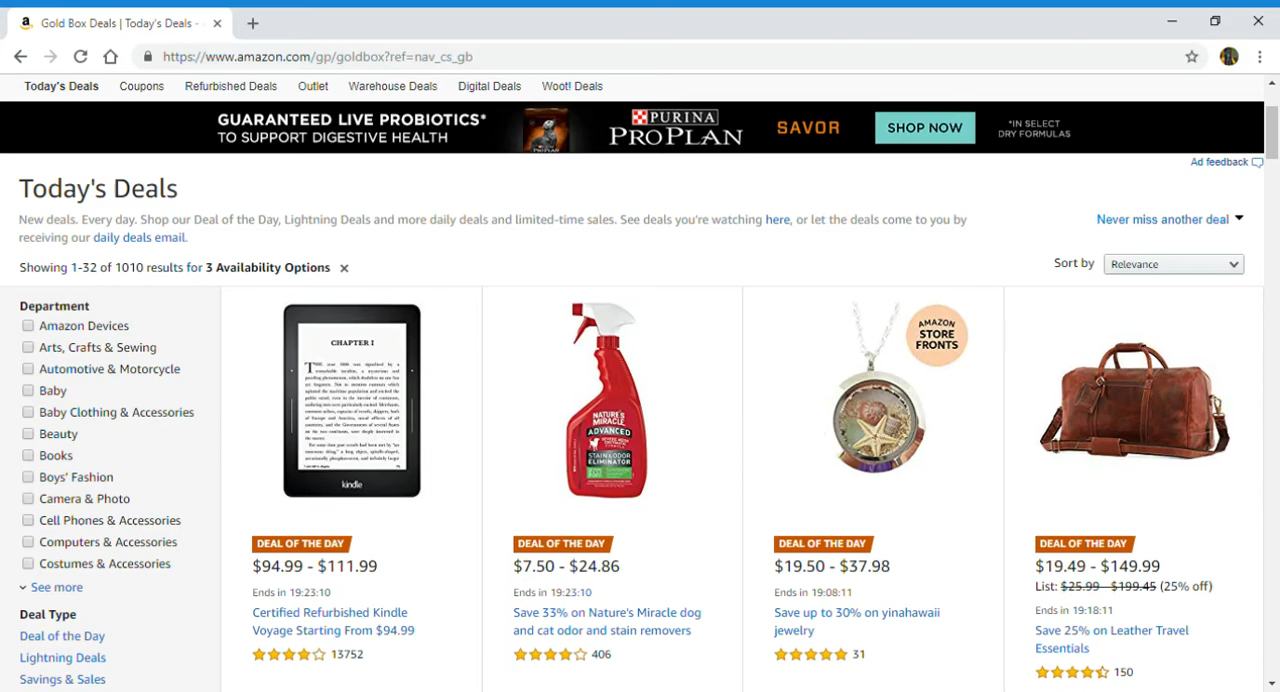 Gold Box Deals | Today's Deals -
https://www.amazon.com/gp/goldbox?ref=nav_cs_gb
Today's Deals Coupons Refurbished Deals Outlet Warehouse Deals Digital Deals Woot! Deals
GUARANTEED LIVE PROBIOTICS*
TO SUPPORT DIGESTIVE HEALTH
PURINA
PRO PLAN
SAVOR
SHOP NOW
*IN SELECT
DRY FORMULAS
Ad feedback
Today's Deals
New deals. Every day. Shop our Deal of the Day, Lightning Deals and more daily deals and limited-time sales. See deals you're watching here, or let the deals come to you by
receiving our daily deals email.
Never miss another deal
Showing 1-32 of 1010 results for 3 Availability Options
Sort by Relevance
Department
Amazon Devices
Arts, Crafts & Sewing
Automotive & Motorcycle
Baby
Baby Clothing & Accessories
Beauty
Books
Boys' Fashion
Camera & Photo
Cell Phones & Accessories
Computers & Accessories
Costumes & Accessories
See more
Deal Type
Deal of the Day
Lightning Deals
Savings & Sales
CHAPTER I
kindle
DEAL OF THE DAY
$94.99 - $111.99
Ends in 19:23:10
Certified Refurbished Kindle
Voyage Starting From $94.99
13752
NATURE'S
MIRACLE
ADVANCED
STAIN & ODOR
ELIMINATOR
DEAL OF THE DAY
$7.50 - $24.86
Ends in 19:23:10
Save 33% on Nature's Miracle dog
and cat odor and stain removers
406
AMAZON
STORE
FRONTS
DEAL OF THE DAY
$19.50 - $37.98
Ends in 19:08:11
Save up to 30% on yinahawaii
jewelry
31
DEAL OF THE DAY
$19.49 - $149.99
List: $25.99 - $199.45 (25% off)
Ends in 19:18:11
Save 25% on Leather Travel
Essentials
150